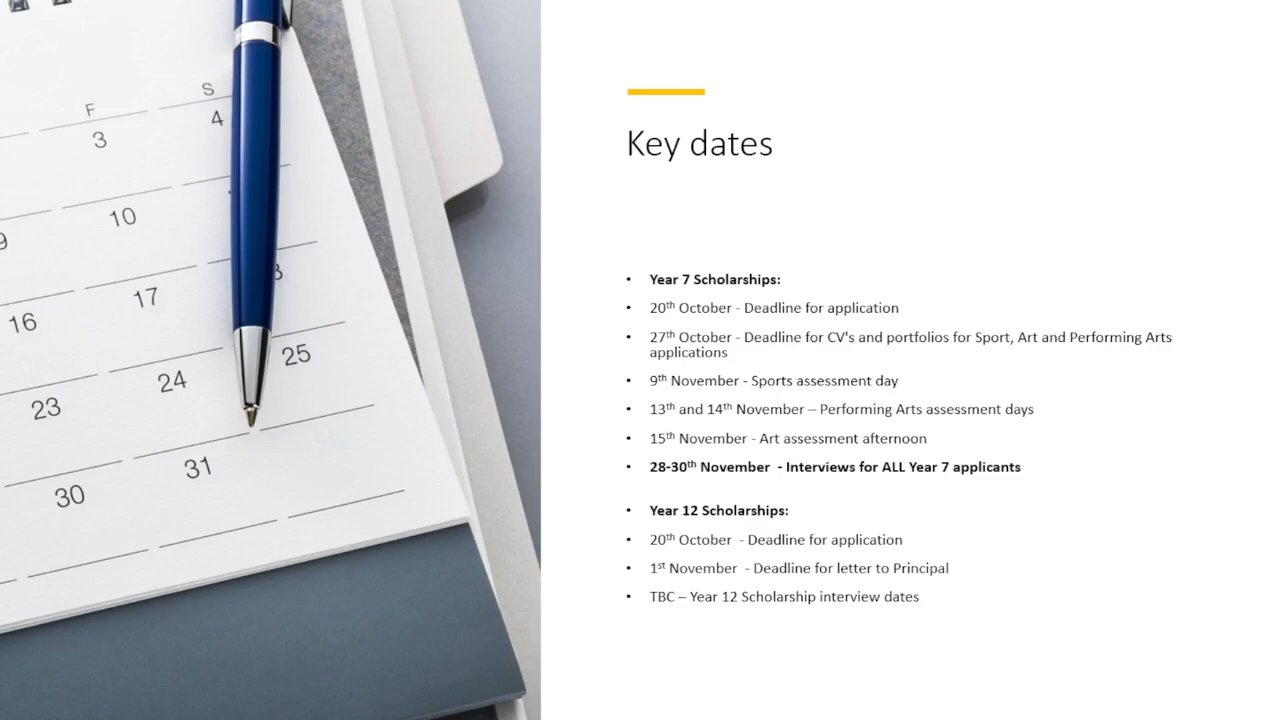 F
S
3
4
9
10
16
17
23
24
25
30
31
Key dates
• Year 7 Scholarships:
• 20th October - Deadline for application
• 27th October - Deadline for CV's and portfolios for Sport, Art and Performing Arts
applications
• 9th November - Sports assessment day
• 13th and 14th November – Performing Arts assessment days
• 15th November - Art assessment afternoon
• 28-30th November - Interviews for ALL Year 7 applicants
• Year 12 Scholarships:
• 20th October - Deadline for application
• 1st November - Deadline for letter to Principal
• TBC – Year 12 Scholarship interview dates